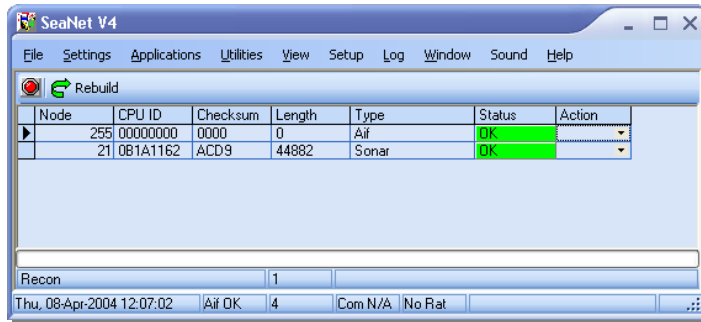 SeaNet V4
File Settings Applications Utilities View Setup Log Window Sound Help
Rebuild
Node CPU ID Checksum Length Type Status Action
255 00000000 0000 0 Aif OK
21 0B1A1162 ACD9 44882 Sonar OK
Recon 1
Thu, 08-Apr-2004 12:07:02 Aif OK 4 Com N/A No Rat